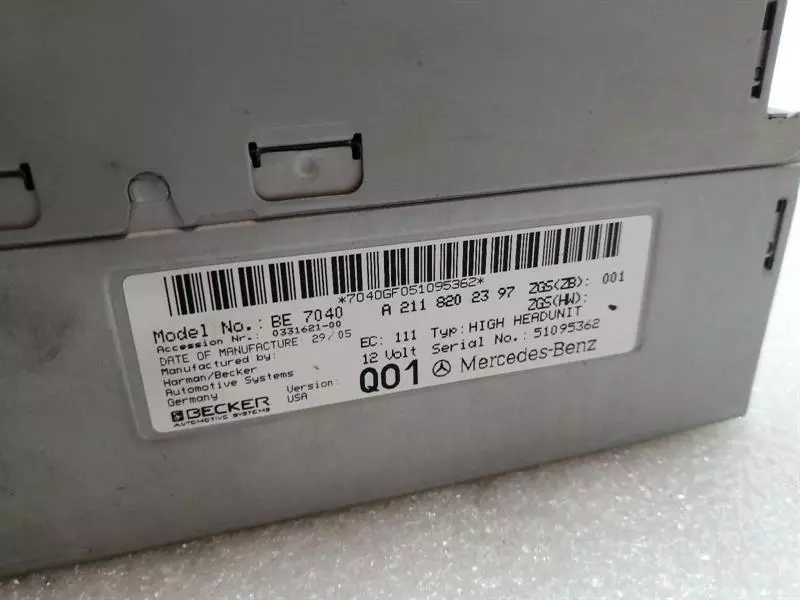 *7040GF051095362*
Model No.: BE 7040 A 211 820 23 97 ZGS(ZB): 001
Accession Nr.: 0331621-00 ZGS(HW):
DATE OF MANUFACTURE: 29/05 EC: 111 Typ: HIGH HEADUNIT
Manufactured by: 12 Volt Serial No.: 51095362
Harman/Becker
Automotive Systems
Germany Version: Q01 Mercedes-Benz
USA
BECKER
AUTOMOTIVE SYSTEMS